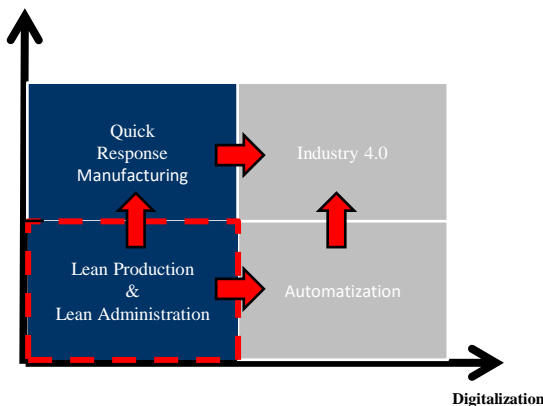 Quick
Response
Manufacturing
Industry 4.0
Lean Production
&
Lean Administration
Automatization
Digitalization